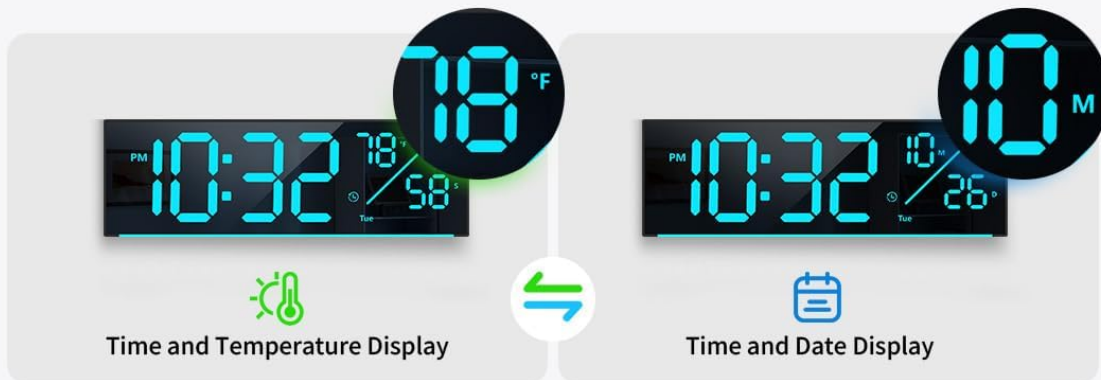 78 °F
10 M
PM 10:32 78 °F
58 S
Tue
PM 10:32 10 M
26 D
Tue
Time and Temperature Display
Time and Date Display